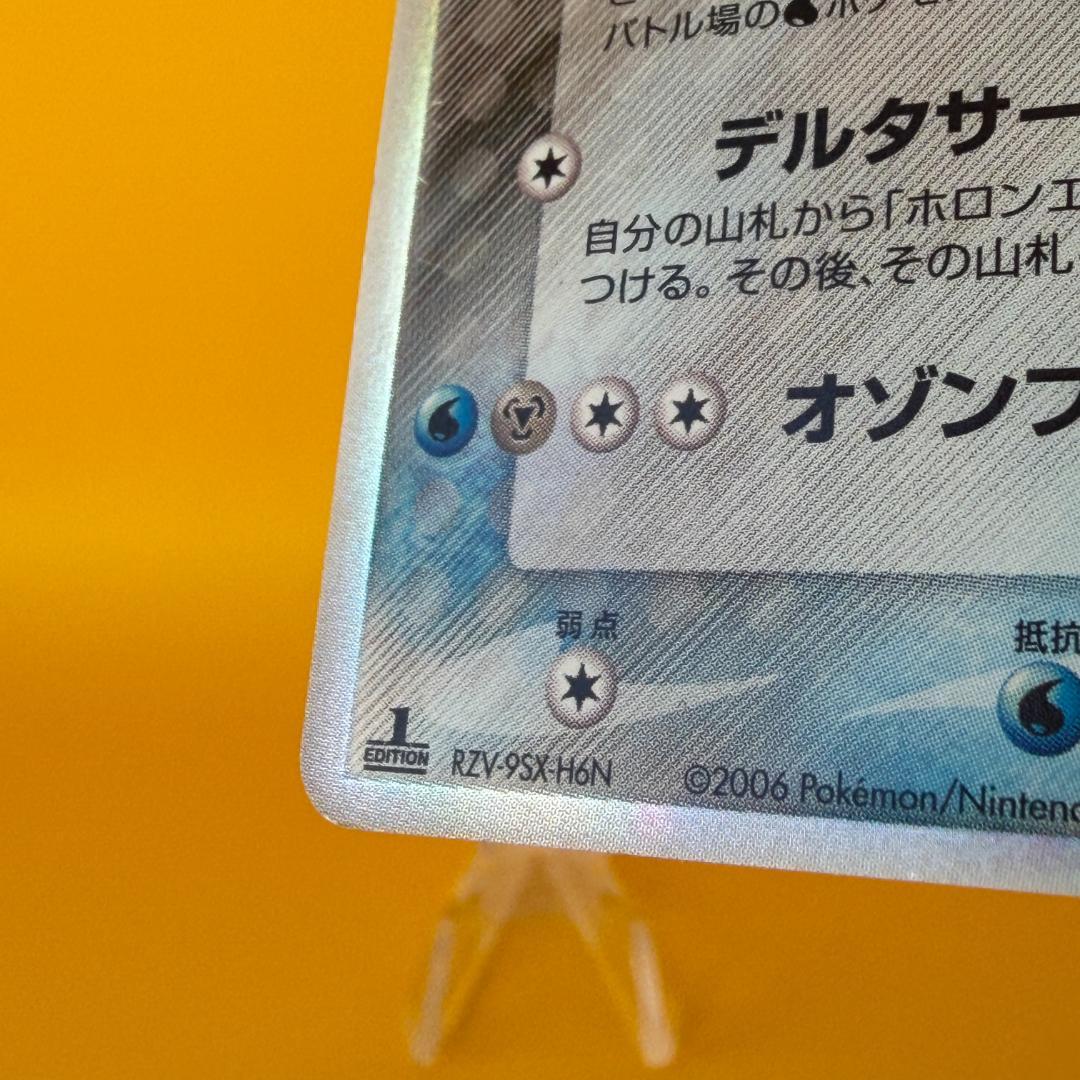 バトル場の
デルタサー
自分の山札から「ホロンエ
つける。その後、その山札
オゾンフ
弱点
抵抗
1
EDITION
RZV-9SX-H6N
©2006 Pokémon/Nintend